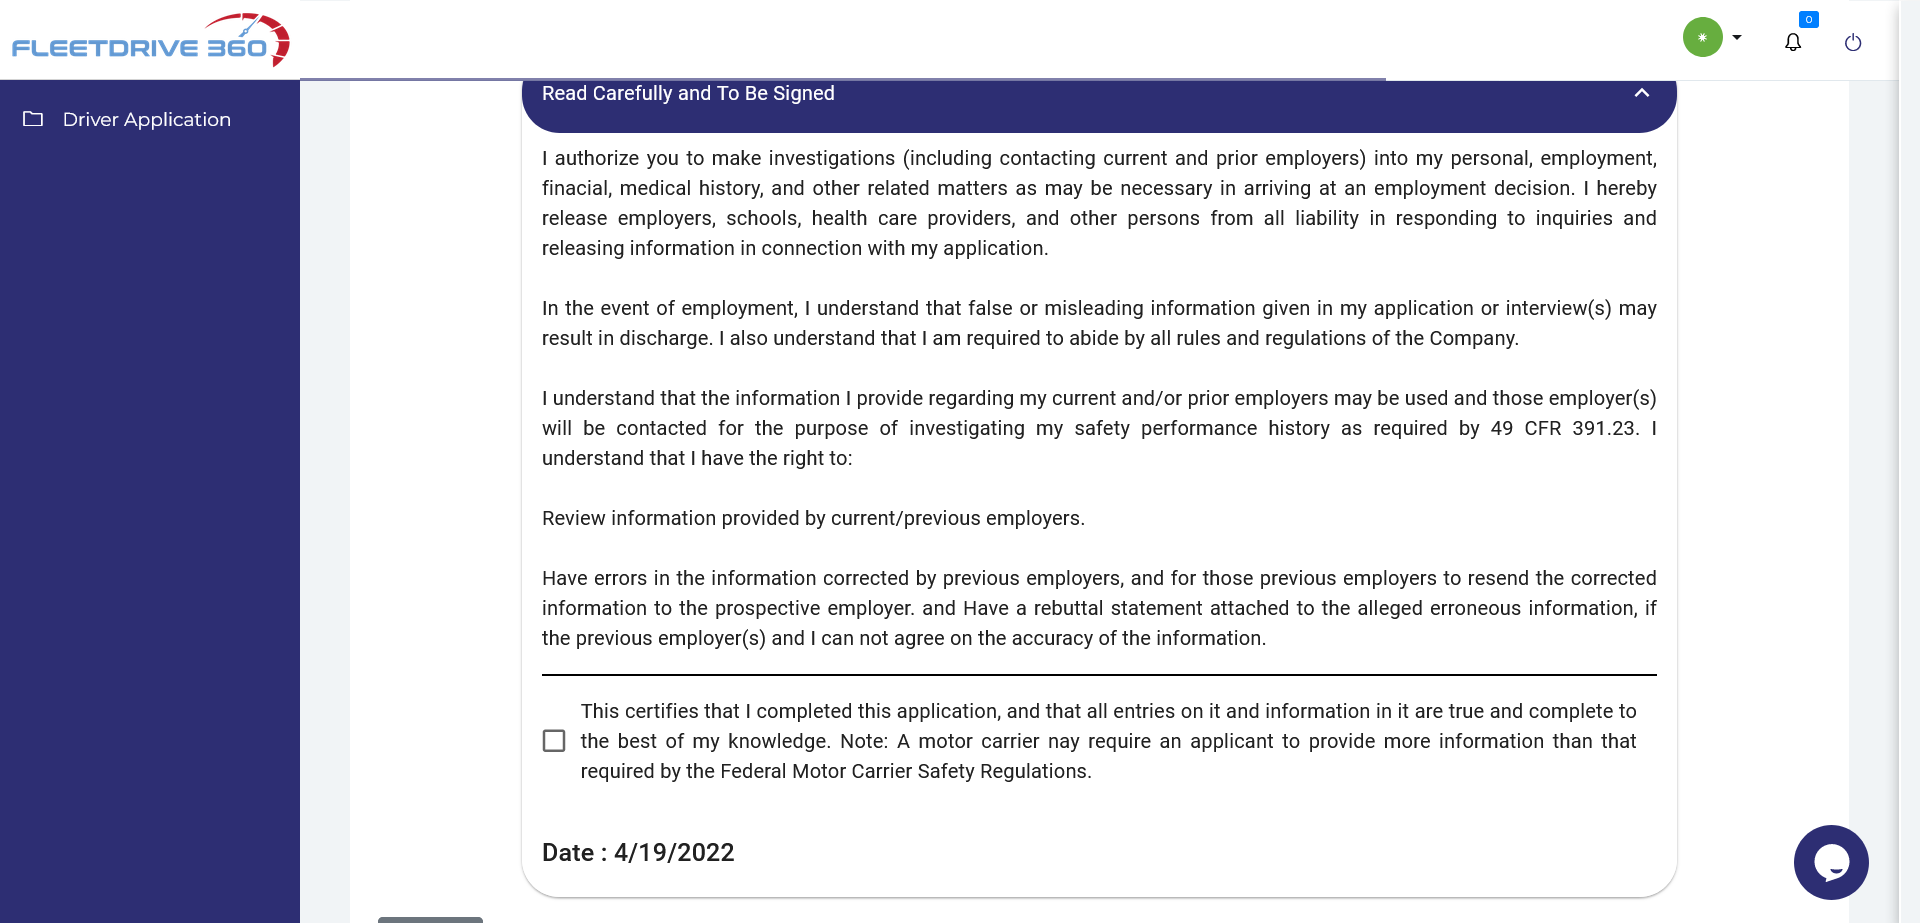 FLEETDRIVE 360
0
*
Driver Application
Read Carefully and To Be Signed
I authorize you to make investigations (including contacting current and prior employers) into my personal, employment,
finacial, medical history, and other related matters as may be necessary in arriving at an employment decision. I hereby
release employers, schools, health care providers, and other persons from all liability in responding to inquiries and
releasing information in connection with my application.
In the event of employment, I understand that false or misleading information given in my application or interview(s) may
result in discharge. I also understand that I am required to abide by all rules and regulations of the Company.
I understand that the information I provide regarding my current and/or prior employers may be used and those employer(s)
will be contacted for the purpose of investigating my safety performance history as required by 49 CFR 391.23. I
understand that I have the right to:
Review information provided by current/previous employers.
Have errors in the information corrected by previous employers, and for those previous employers to resend the corrected
information to the prospective employer. and Have a rebuttal statement attached to the alleged erroneous information, if
the previous employer(s) and I can not agree on the accuracy of the information.
This certifies that I completed this application, and that all entries on it and information in it are true and complete to
the best of my knowledge. Note: A motor carrier nay require an applicant to provide more information than that
required by the Federal Motor Carrier Safety Regulations.
Date : 4/19/2022